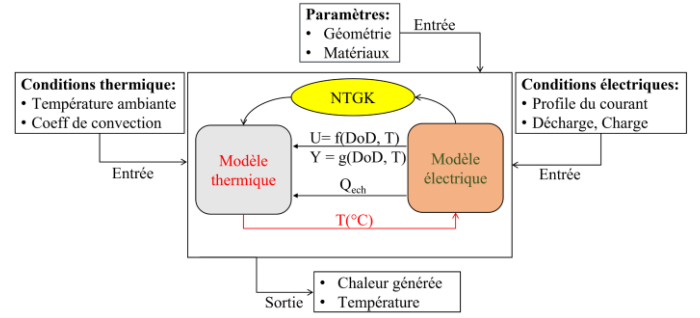 Paramètres:
• Géométrie
• Matériaux
Entrée
Conditions thermique:
• Température ambiante
• Coeff de convection
Entrée
Conditions électriques:
• Profile du courant
• Décharge, Charge
Entrée
NTGK
Modèle
thermique
U= f(DoD, T)
Y = g(DoD, T)
Qech
T(°C)
Modèle
électrique
Sortie
• Chaleur générée
• Température